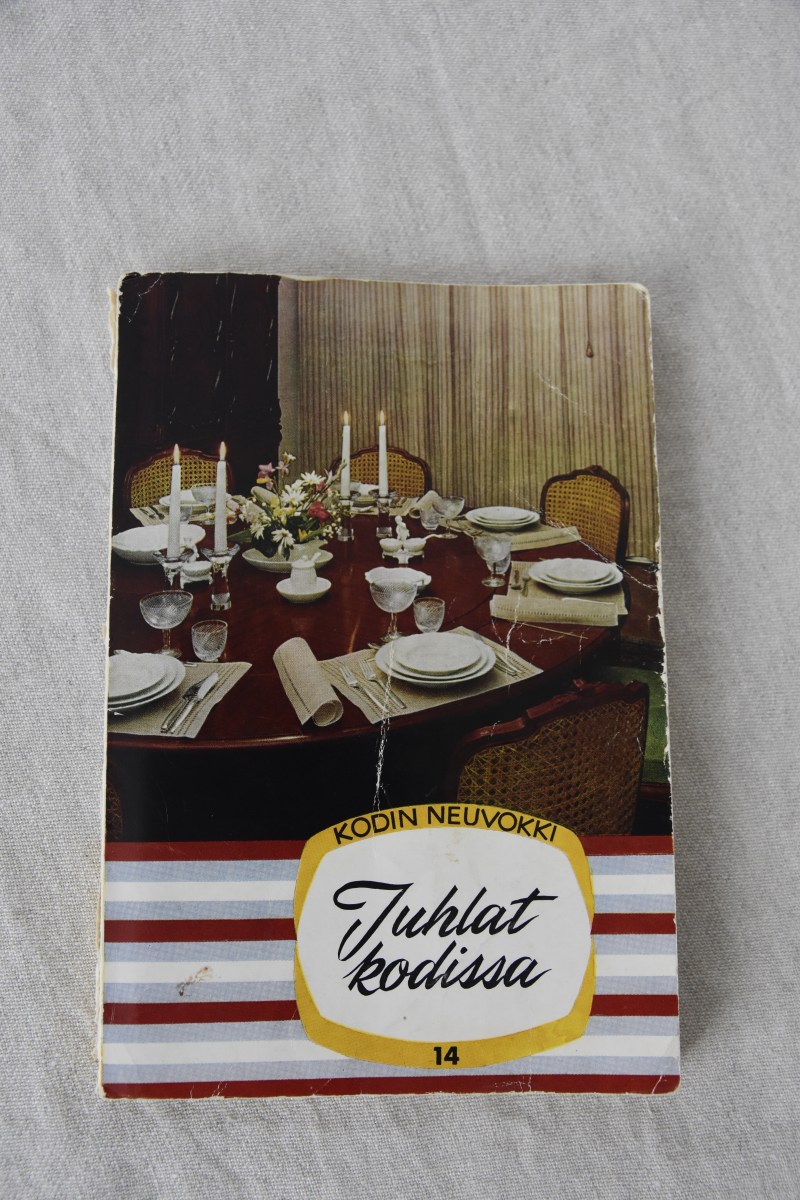 KODIN NEUVOKKI
Juhlat
kodissa
14